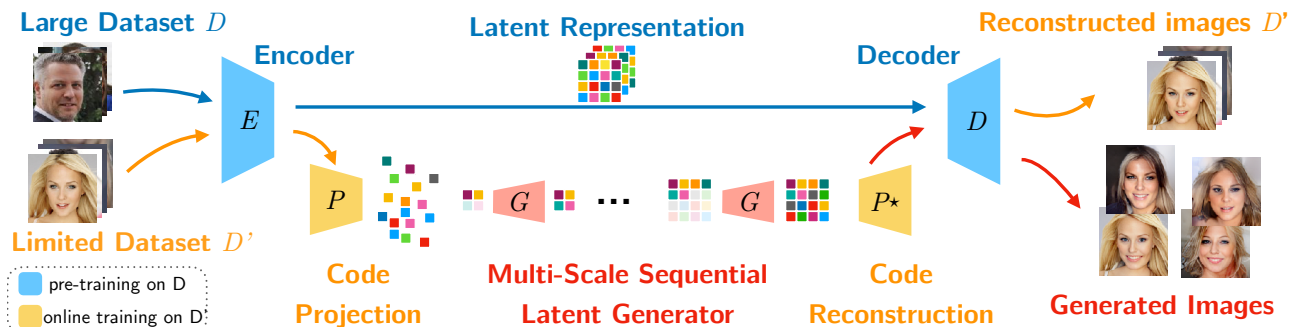 Large Dataset D
Latent Representation
Reconstructed images D'
Encoder
Decoder
E
D
P
G
...
G
P★
Limited Dataset D'
Code
Projection
Multi-Scale Sequential
Latent Generator
Code
Reconstruction
Generated Images
pre-training on D
online training on D'